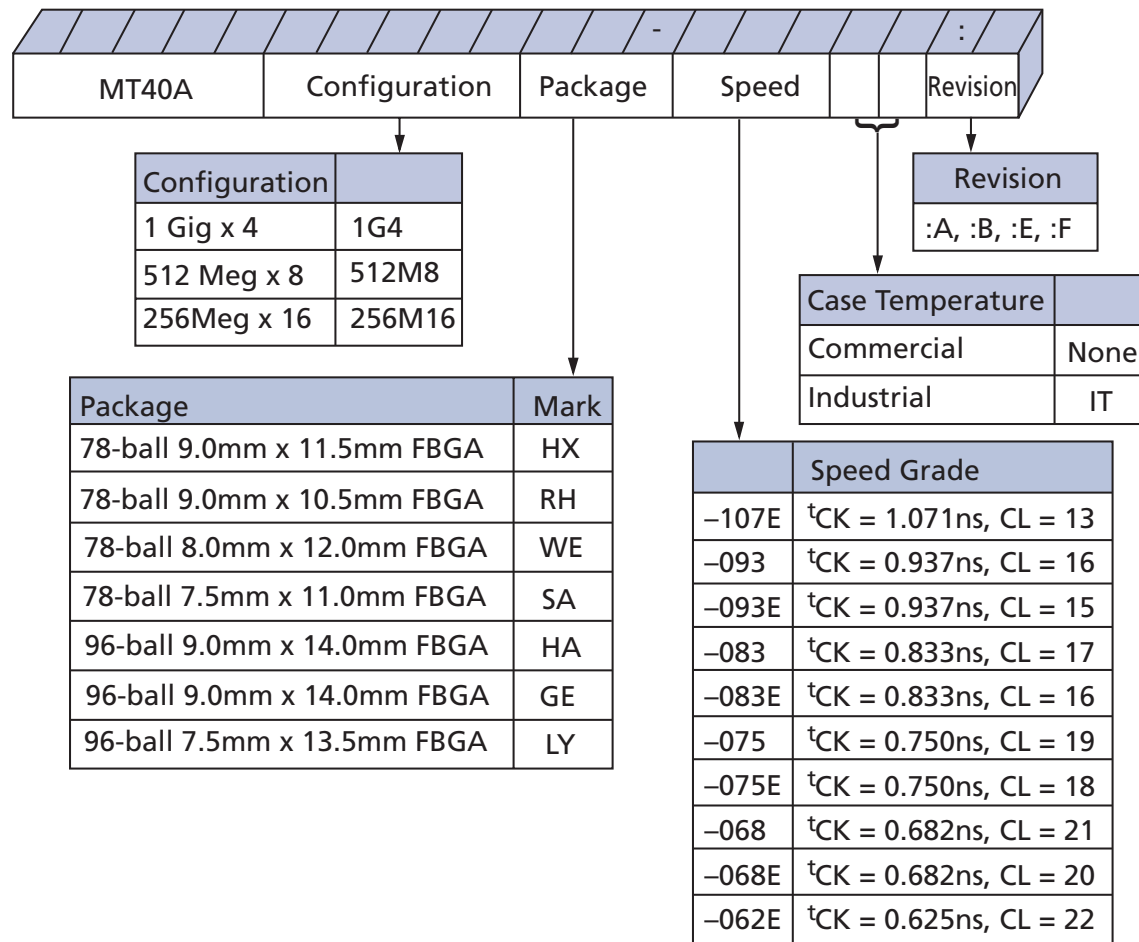 - :
MT40A Configuration Package Speed Revision
Configuration
1 Gig x 4 1G4
512 Meg x 8 512M8
256Meg x 16 256M16
Revision
:A, :B, :E, :F
Case Temperature
Commercial None
Industrial IT
Package Mark
78-ball 9.0mm x 11.5mm FBGA HX
78-ball 9.0mm x 10.5mm FBGA RH
78-ball 8.0mm x 12.0mm FBGA WE
78-ball 7.5mm x 11.0mm FBGA SA
96-ball 9.0mm x 14.0mm FBGA HA
96-ball 9.0mm x 14.0mm FBGA GE
96-ball 7.5mm x 13.5mm FBGA LY
Speed Grade
–107E tCK = 1.071ns, CL = 13
–093 tCK = 0.937ns, CL = 16
–093E tCK = 0.937ns, CL = 15
–083 tCK = 0.833ns, CL = 17
–083E tCK = 0.833ns, CL = 16
–075 tCK = 0.750ns, CL = 19
–075E tCK = 0.750ns, CL = 18
–068 tCK = 0.682ns, CL = 21
–068E tCK = 0.682ns, CL = 20
–062E tCK = 0.625ns, CL = 22